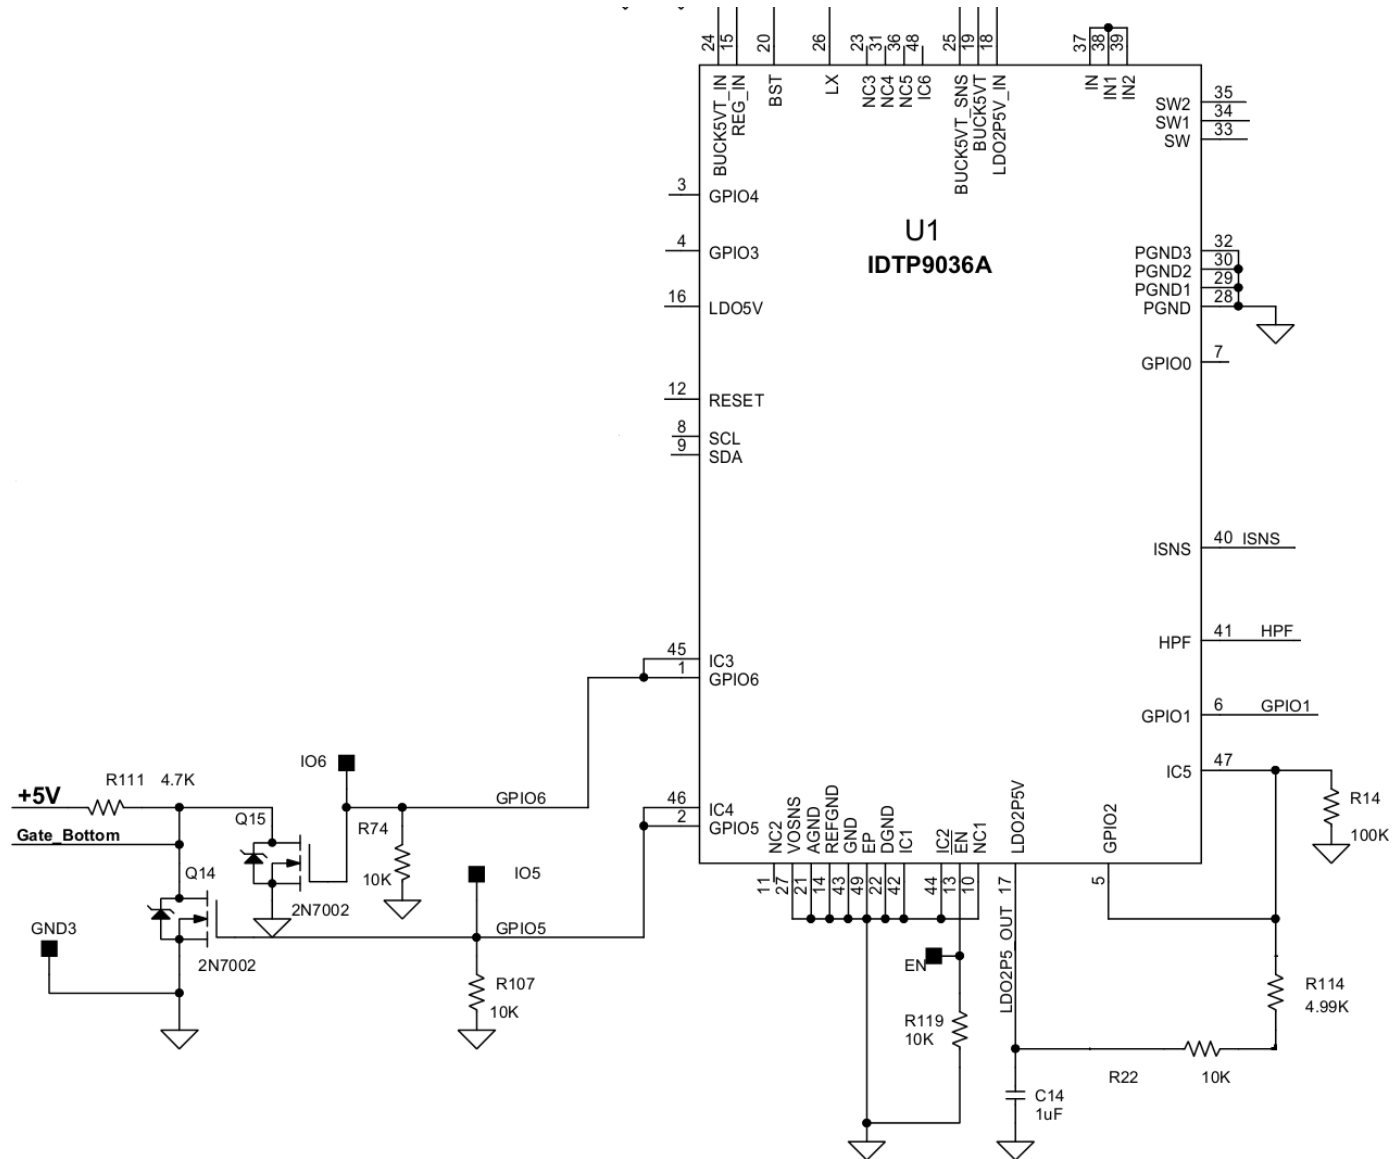 24
15
20
26
23
31
36
48
25
19
18
37
38
39
BUCK5VT_IN
REG_IN
BST
LX
NC3
NC4
NC5
IC6
BUCK5VT_SNS
BUCK5VT
LDO2P5V_IN
IN
IN1
IN2
SW2 35
SW1 34
SW 33
3 GPIO4
U1
IDTP9036A
4 GPIO3
PGND3 32
PGND2 30
PGND1 29
PGND 28
16 LDO5V
GPIO0 7
12 RESET
8 SCL
9 SDA
ISNS 40 ISNS
HPF 41 HPF
45 IC3
1 GPIO6
GPIO1 6 GPIO1
IC5 47
IO6
R111 4.7K
+5V
GPIO6
46 IC4
2 GPIO5
R14
100K
Gate_Bottom
Q15
R74
10K
2N7002
Q14
IO5
GND3
GPIO5
2N7002
R107
10K
NC2
VOSNS
AGND
REFGND
GND
EP
DGND
IC1
IC2
EN
NC1
LDO2P5V
GPIO2
11
27
21
14
43
49
22
42
44
13
10
17
5
EN
LDO2P5_OUT
R119
10K
R114
4.99K
R22 10K
C14
1uF